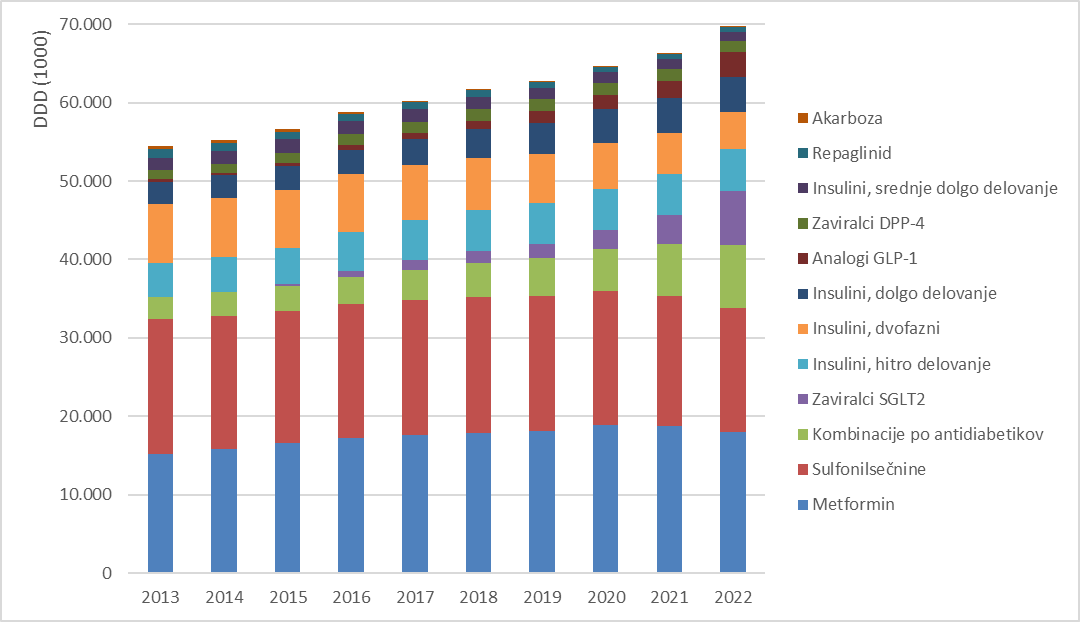 DDD (1000)
70.000
60.000
50.000
40.000
30.000
20.000
10.000
0
2013 2014 2015 2016 2017 2018 2019 2020 2021 2022
Akarboza
Repaglinid
Insulini, srednje dolgo delovanje
Zaviralci DPP-4
Analogi GLP-1
Insulini, dolgo delovanje
Insulini, dvofazni
Insulini, hitro delovanje
Zaviralci SGLT2
Kombinacije po antidiabetikov
Sulfonilsečnine
Metformin